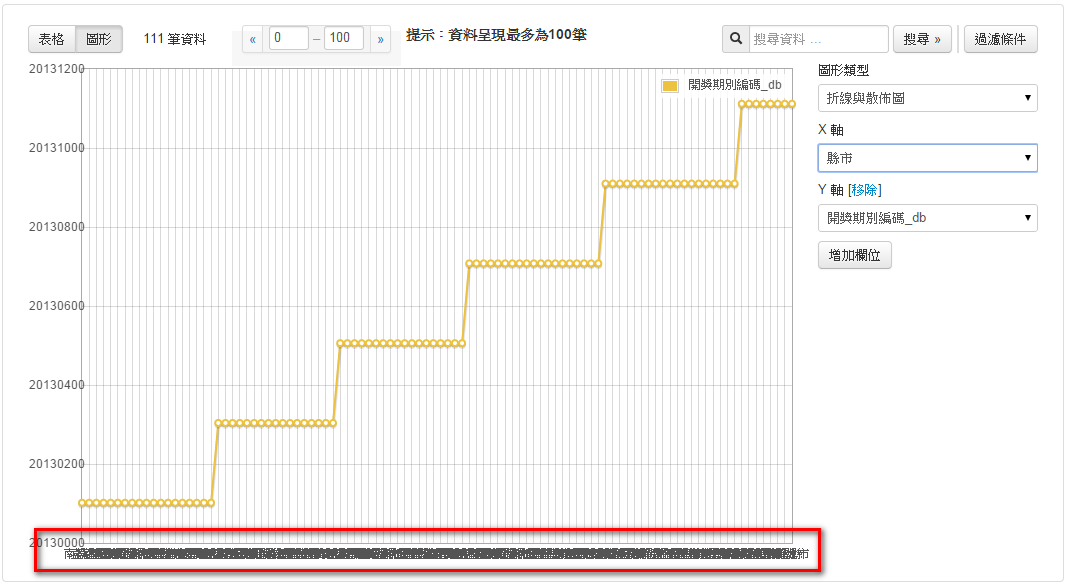 表格 圖形 111 筆資料 « 0 – 100 » 提示：資料呈現最多為100筆 搜尋資料 ... 搜尋 » 過濾條件
圖形類型
折線與散佈圖
X 軸
縣市
Y 軸 [移除]
開獎期別編碼_db
增加欄位
開獎期別編碼_db
20131200
20131000
20130800
20130600
20130400
20130200
20130000